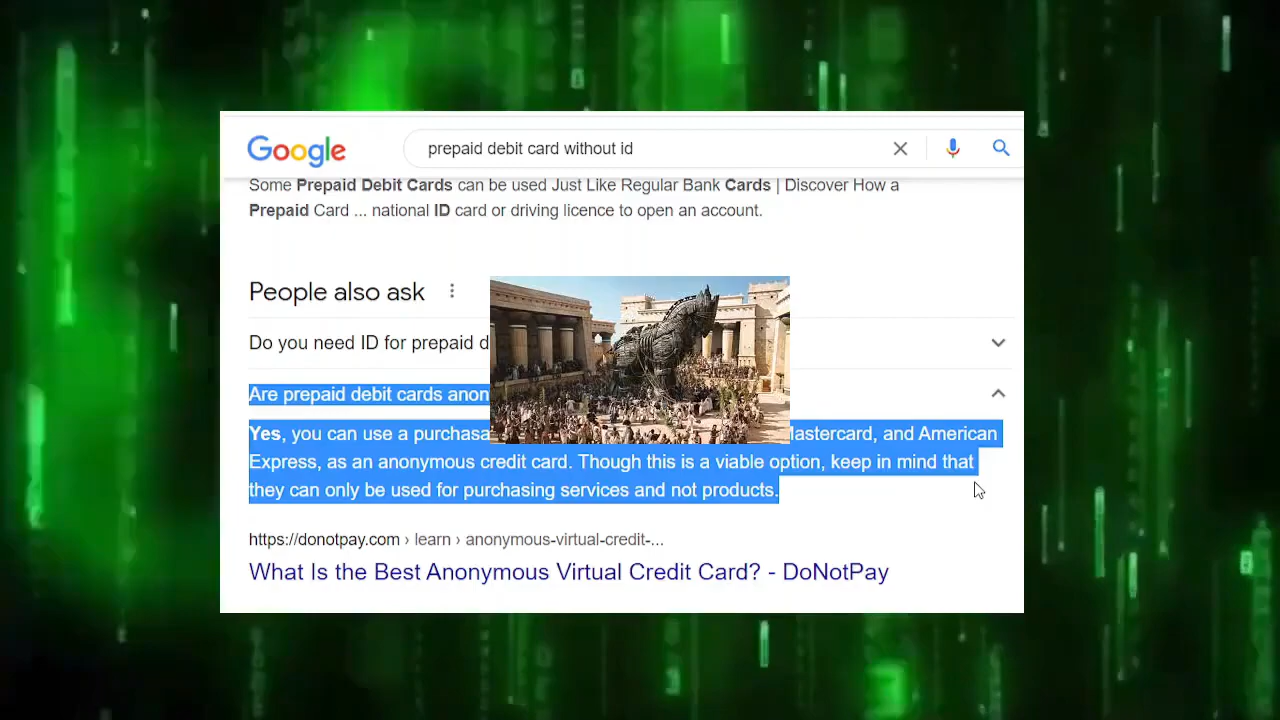 Google
prepaid debit card without id
Some Prepaid Debit Cards can be used Just Like Regular Bank Cards | Discover How a
Prepaid Card ... national ID card or driving licence to open an account.
People also ask
Do you need ID for prepaid
Are prepaid debit cards
Yes, you can use a Mastercard, and American
Express, as an anonymous credit card. Though this is a viable option, keep in mind that
they can only be used for purchasing services and not products.
https://donotpay.com › learn › anonymous-virtual-credit-...
What Is the Best Anonymous Virtual Credit Card? - DoNotPay